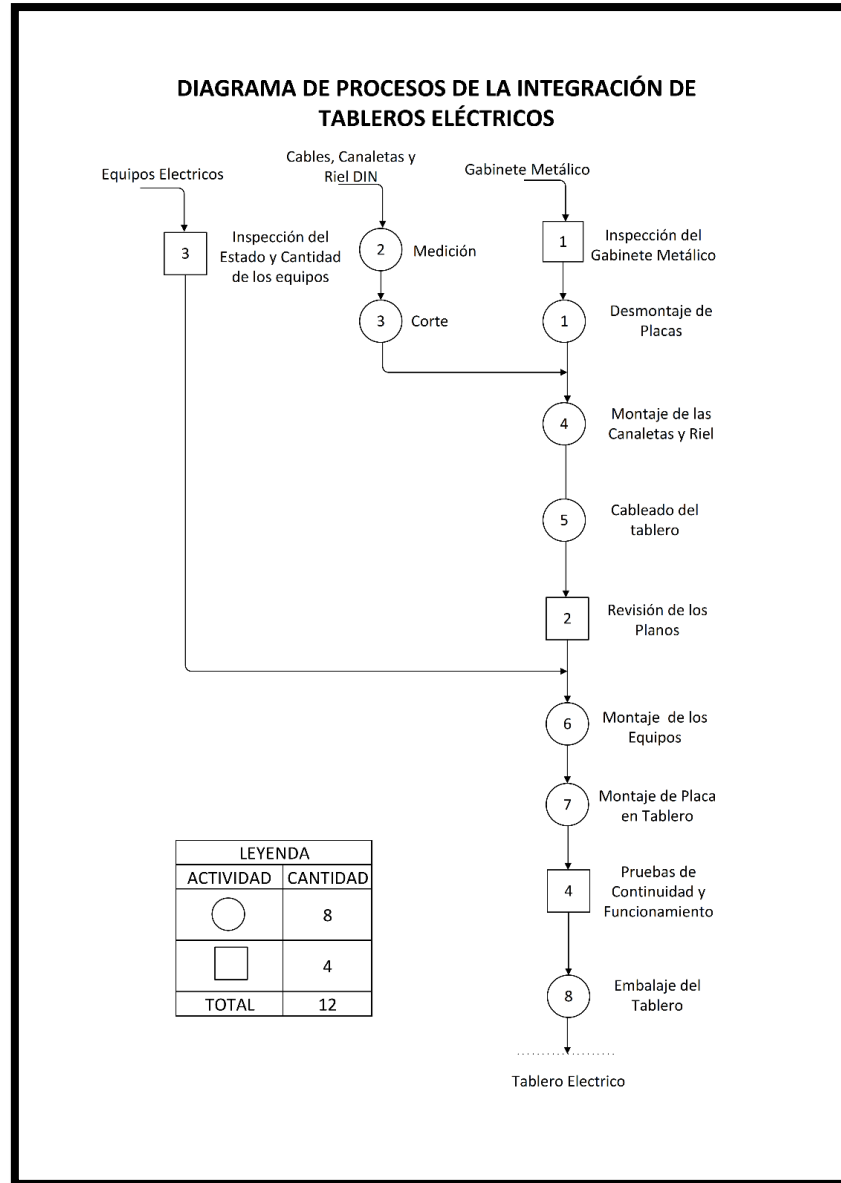 DIAGRAMA DE PROCESOS DE LA INTEGRACIÓN DE
TABLEROS ELÉCTRICOS
Equipos Electricos
Cables, Canaletas y
Riel DIN
Gabinete Metálico
3
Inspección del
Estado y Cantidad
de los equipos
2
Medición
1
Inspección del
Gabinete Metálico
3
Corte
1
Desmontaje de
Placas
4
Montaje de las
Canaletas y Riel
5
Cableado del
tablero
2
Revisión de los
Planos
6
Montaje de los
Equipos
7
Montaje de Placa
en Tablero
4
Pruebas de
Continuidad y
Funcionamiento
8
Embalaje del
Tablero
Tablero Electrico
LEYENDA
ACTIVIDAD CANTIDAD
8
4
TOTAL 12